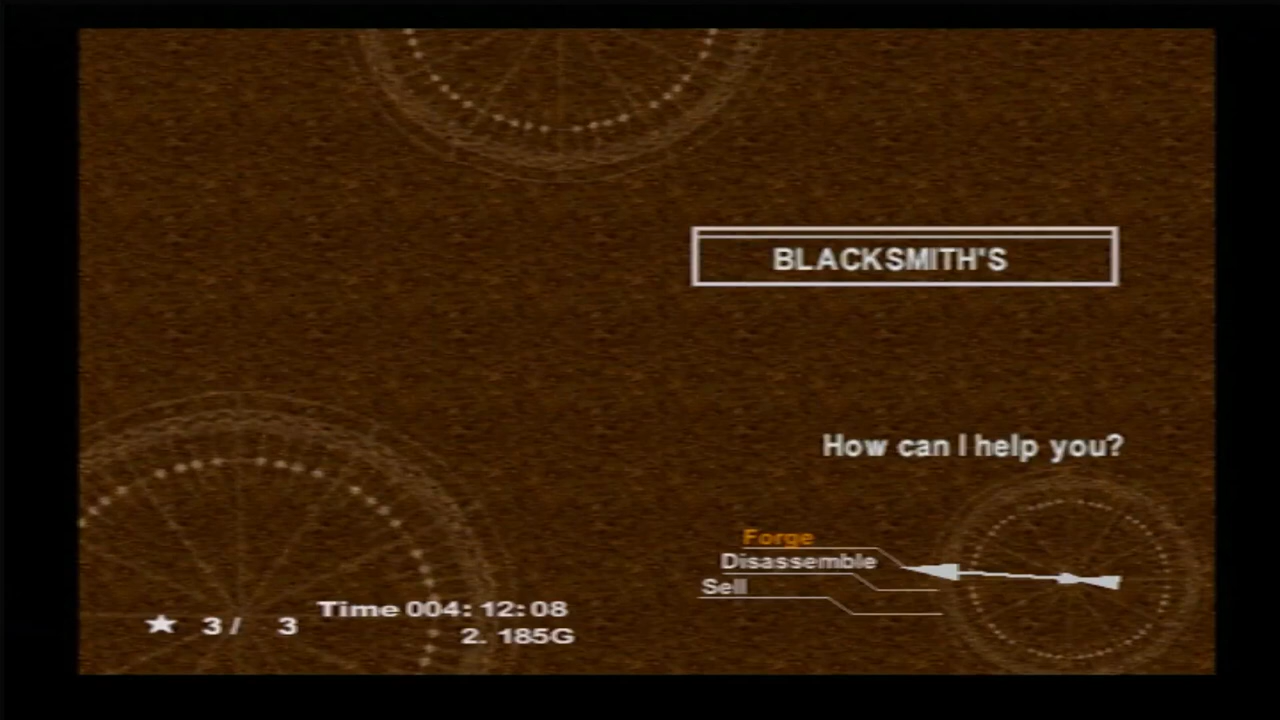 BLACKSMITH'S
How can I help you?
Forge
Disassemble
Sell
Time 004: 12:08
★ 3/ 3
2. 185G